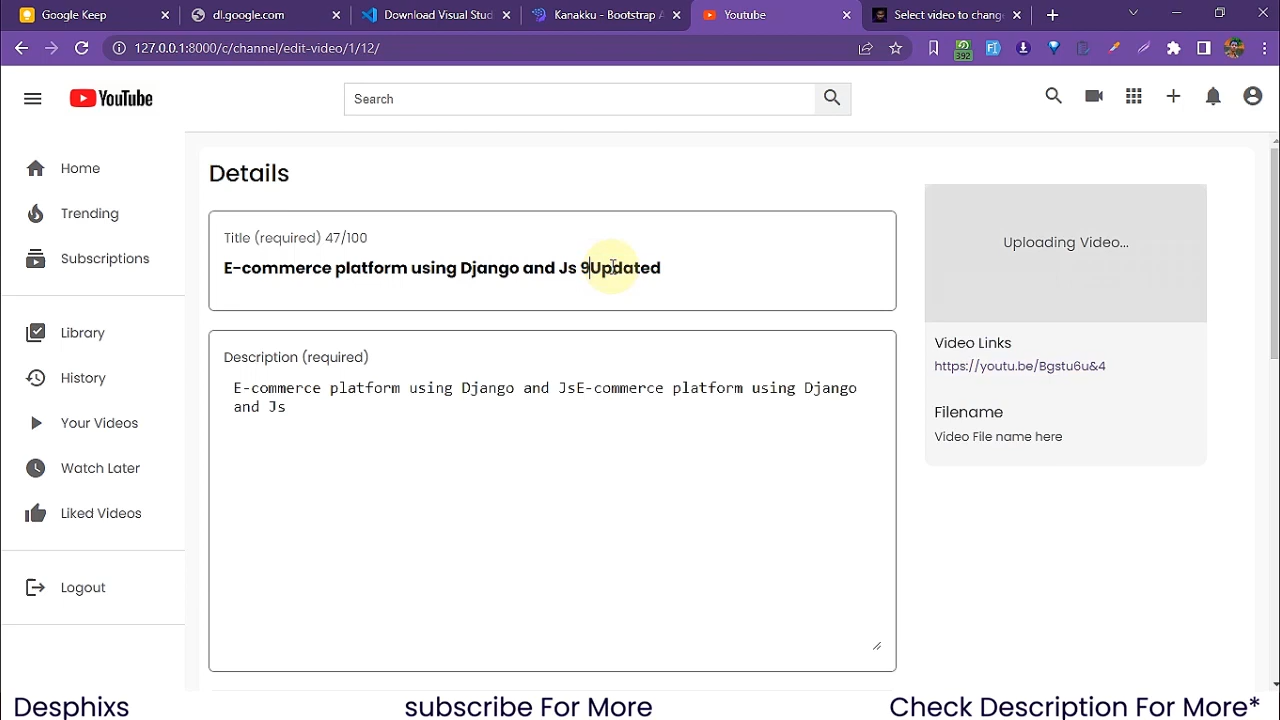 Google Keep
dl.google.com
Download Visual Stud
Kanakku - Bootstrap A
Youtube
Select video to chang
127.0.0.1:8000/c/channel/edit-video/1/12/
392
YouTube
Search
Home
Trending
Subscriptions
Library
History
Your Videos
Watch Later
Liked Videos
Logout
Details
Title (required) 47/100
E-commerce platform using Django and Js 9Updated
Description (required)
E-commerce platform using Django and JsE-commerce platform using Django
and Js
Uploading Video...
Video Links
https://youtu.be/Bgstu6u&4
Filename
Video File name here
Desphixs
subscribe For More
Check Description For More*